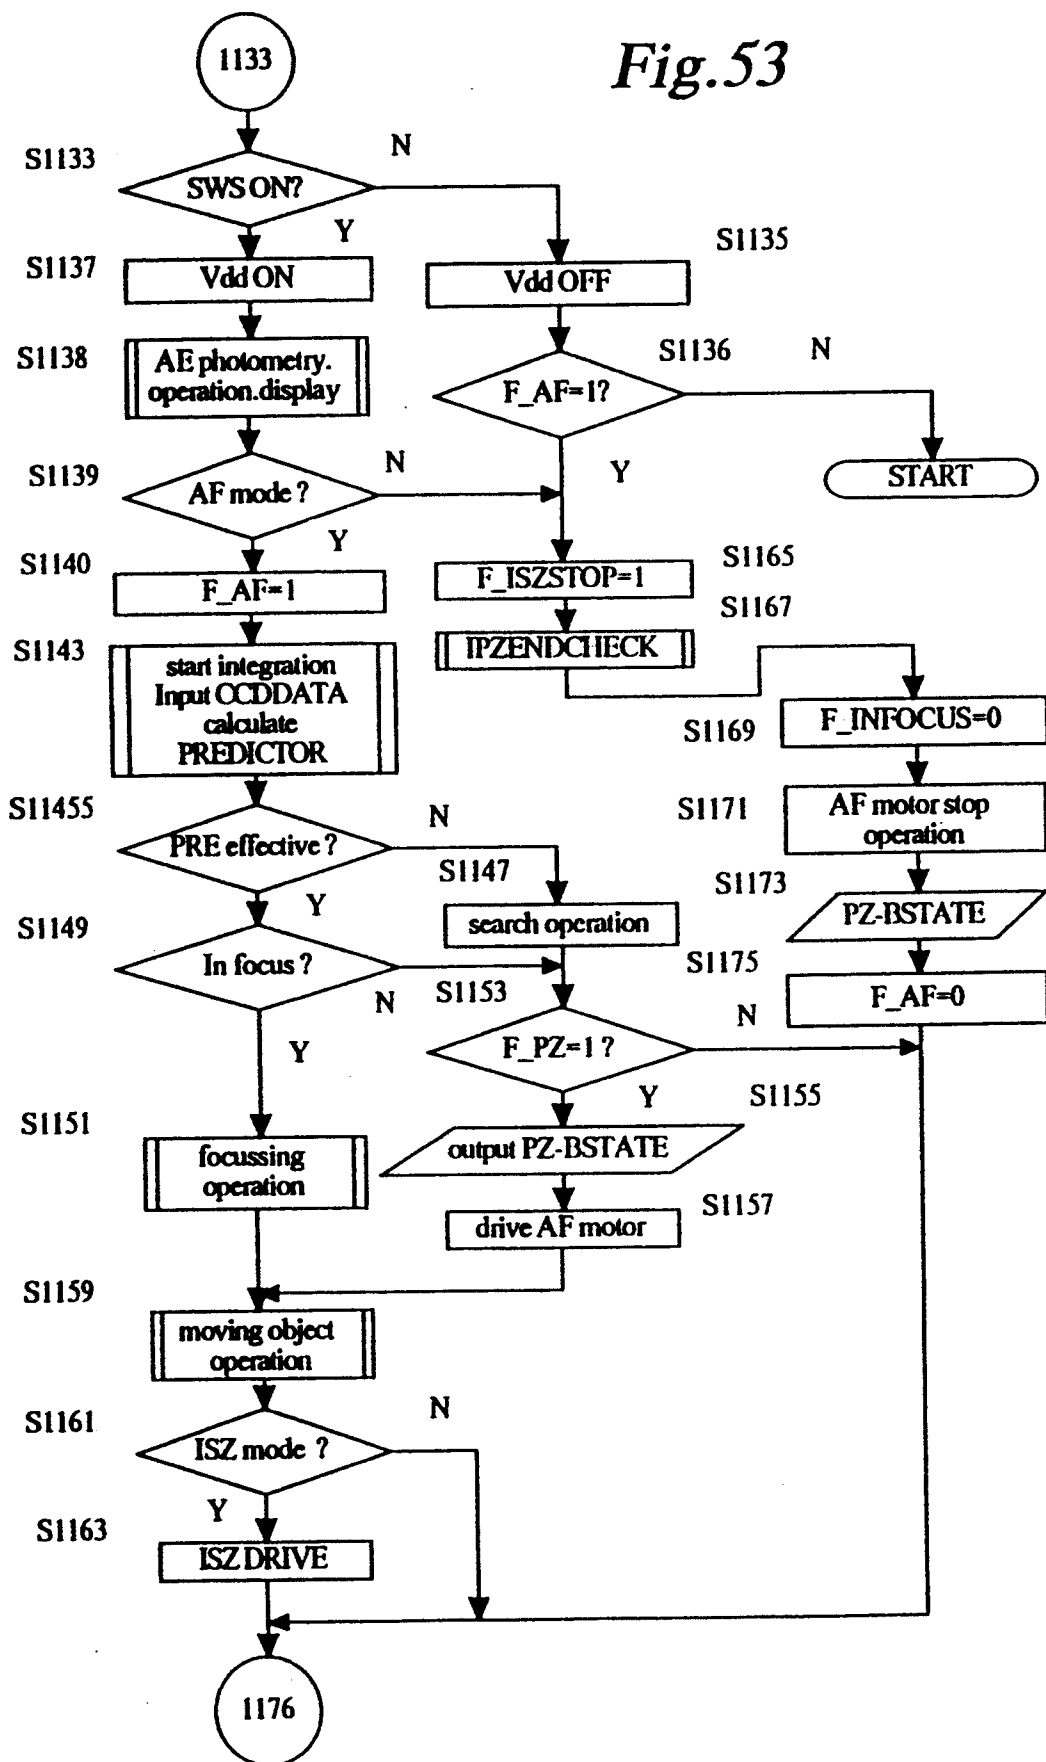 Fig.53
1133
S1133
SWS ON?
N
Y
S1137
Vdd ON
S1135
Vdd OFF
S1138
AE photometry.
operation.display
S1136
F_AF=1?
N
Y
START
S1139
AF mode ?
N
Y
S1140
F_AF=1
S1165
F_ISZSTOP=1
S1167
IPZENDCHECK
S1143
start integration
Input CCDDATA
calculate
PREDICTOR
S1169
F_INFOCUS=0
S1171
AF motor stop
operation
S11455
PRE effective ?
N
Y
S1147
search operation
S1173
PZ-BSTATE
S1149
In focus ?
N
Y
S1175
F_AF=0
S1153
F_PZ=1 ?
N
Y
S1155
output PZ-BSTATE
S1151
focussing
operation
S1157
drive AF motor
S1159
moving object
operation
S1161
ISZ mode ?
N
Y
S1163
ISZ DRIVE
1176